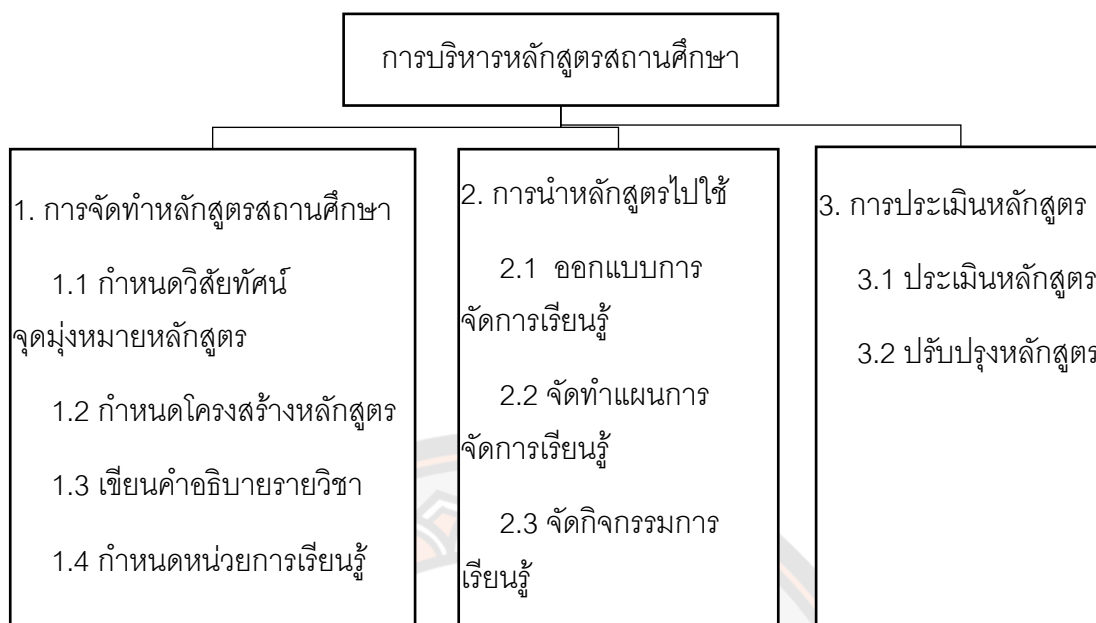 การบริหารหลักสูตรสถานศึกษา
1. การจัดทำหลักสูตรสถานศึกษา
1.1 กำหนดวิสัยทัศน์
จุดมุ่งหมายหลักสูตร
1.2 กำหนดโครงสร้างหลักสูตร
1.3 เขียนคำอธิบายรายวิชา
1.4 กำหนดหน่วยการเรียนรู้
2. การนำหลักสูตรไปใช้
2.1 ออกแบบการ
จัดการเรียนรู้
2.2 จัดทำแผนการ
จัดการเรียนรู้
2.3 จัดกิจกรรมการ
เรียนรู้
3. การประเมินหลักสูตร
3.1 ประเมินหลักสูตร
3.2 ปรับปรุงหลักสูตร